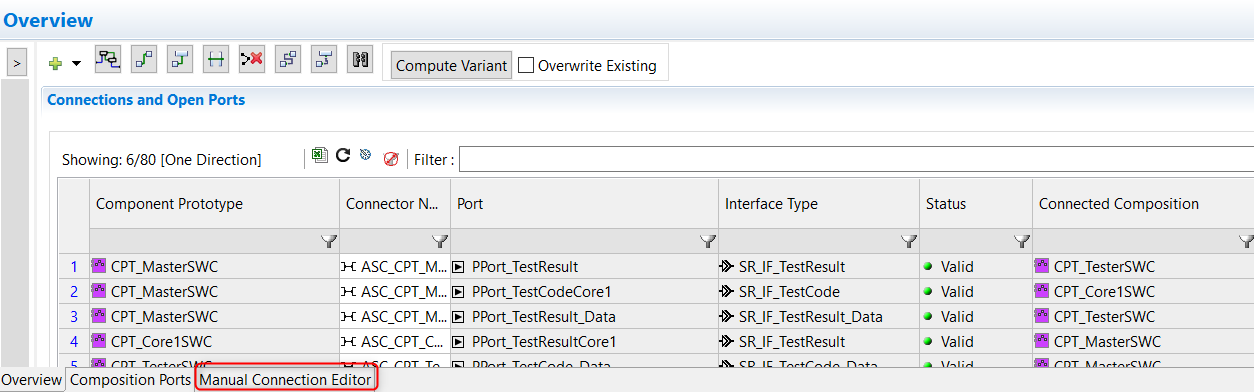 Overview
>
Compute Variant Overwrite Existing
Connections and Open Ports
Showing: 6/80 [One Direction] Filter :
Component Prototype Connector N... Port Interface Type Status Connected Composition
1 CPT_MasterSWC ASC_CPT_M... PPort_TestResult SR_IF_TestResult Valid CPT_TesterSWC
2 CPT_MasterSWC ASC_CPT_M... PPort_TestCodeCore1 SR_IF_TestCode Valid CPT_Core1SWC
3 CPT_MasterSWC ASC_CPT_M... PPort_TestResult_Data SR_IF_TestResult_Data Valid CPT_TesterSWC
4 CPT_Core1SWC ASC_CPT_C... PPort_TestResultCore1 SR_IF_TestResult Valid CPT_MasterSWC
5 CPT_TesterSWC ASC_CPT_Te... PPort_TestCode_Data SR_IF_TestCode_Data Valid CPT_MasterSWC
Overview Composition Ports Manual Connection Editor